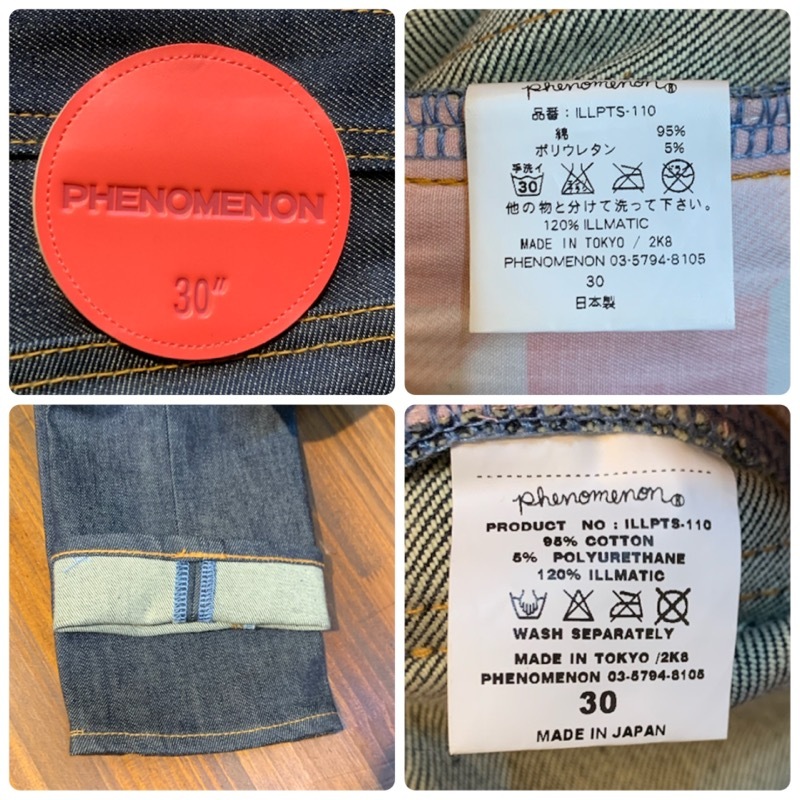 PHENOMENON
30"
phenomenon®
品番：ILLPTS-110
綿 95%
ポリウレタン 5%
手洗イ
30
他の物と分けて洗って下さい。
120% ILLMATIC
MADE IN TOKYO / 2K8
PHENOMENON 03-5794-8105
30
日本製
phenomenon®
PRODUCT NO : ILLPTS-110
95% COTTON
5% POLYURETHANE
120% ILLMATIC
WASH SEPARATELY
MADE IN TOKYO /2K8
PHENOMENON 03-5794-8105
30
MADE IN JAPAN